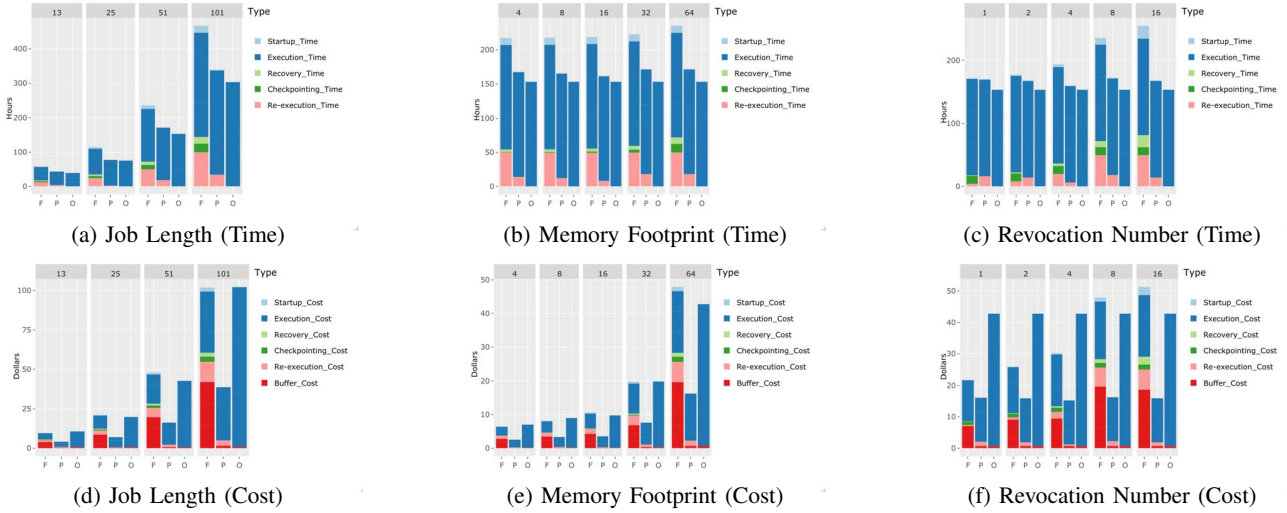 13 25 51 101 Type
400
300
200
100
0
Hours
Startup_Time
Execution_Time
Recovery_Time
Checkpointing_Time
Re-execution_Time
F P O F P O F P O F P O
(a) Job Length (Time)
4 8 16 32 64 Type
200
150
100
50
0
Hours
Startup_Time
Execution_Time
Recovery_Time
Checkpointing_Time
Re-execution_Time
F P O F P O F P O F P O F P O
(b) Memory Footprint (Time)
1 2 4 8 16 Type
200
100
0
Hours
Startup_Time
Execution_Time
Recovery_Time
Checkpointing_Time
Re-execution_Time
F P O F P O F P O F P O F P O
(c) Revocation Number (Time)
13 25 51 101 Type
100
75
50
25
0
Dollars
Startup_Cost
Execution_Cost
Recovery_Cost
Checkpointing_Cost
Re-execution_Cost
Buffer_Cost
F P O F P O F P O F P O
(d) Job Length (Cost)
4 8 16 32 64 Type
50
40
30
20
10
0
Dollars
Startup_Cost
Execution_Cost
Recovery_Cost
Checkpointing_Cost
Re-execution_Cost
Buffer_Cost
F P O F P O F P O F P O F P O
(e) Memory Footprint (Cost)
1 2 4 8 16 Type
50
40
30
20
10
0
Dollars
Startup_Cost
Execution_Cost
Recovery_Cost
Checkpointing_Cost
Re-execution_Cost
Buffer_Cost
F P O F P O F P O F P O F P O
(f) Revocation Number (Cost)